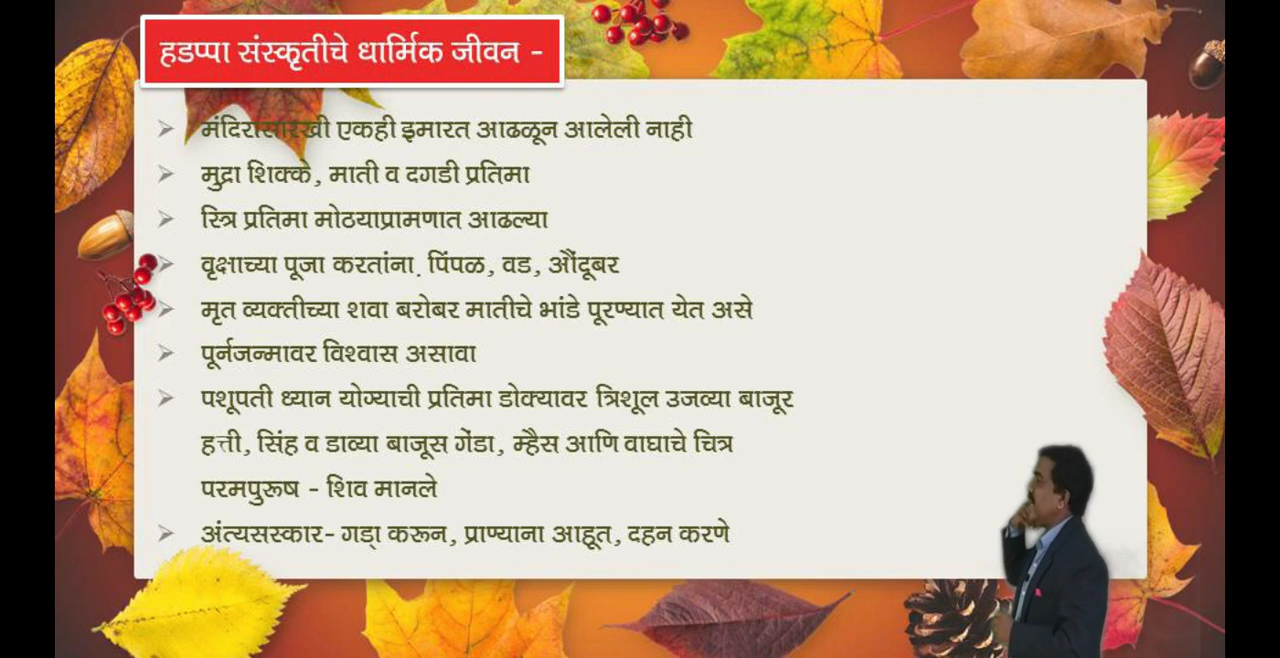 हडप्पा संस्कृतीचे धार्मिक जीवन -
मंदिरासारखी एकही इमारत आढळून आलेली नाही
मुद्रा शिक्के, माती व दगडी प्रतिमा
स्त्रि प्रतिमा मोठयाप्रामणात आढल्या
वृक्षाच्या पूजा करतांना. पिंपळ, वड, औंदूबर
मृत व्यक्तीच्या शवा बरोबर मातीचे भांडे पूरण्यात येत असे
पूर्नजन्मावर विश्वास असावा
पशूपती ध्यान योग्याची प्रतिमा डोक्यावर त्रिशूल उजव्या बाजूर
हत्ती, सिंह व डाव्या बाजूस गेंडा, म्हैस आणि वाघाचे चित्र
परमपुरूष - शिव मानले
अंत्यसस्कार- गडा् करून, प्राण्याना आहूत, दहन करणे